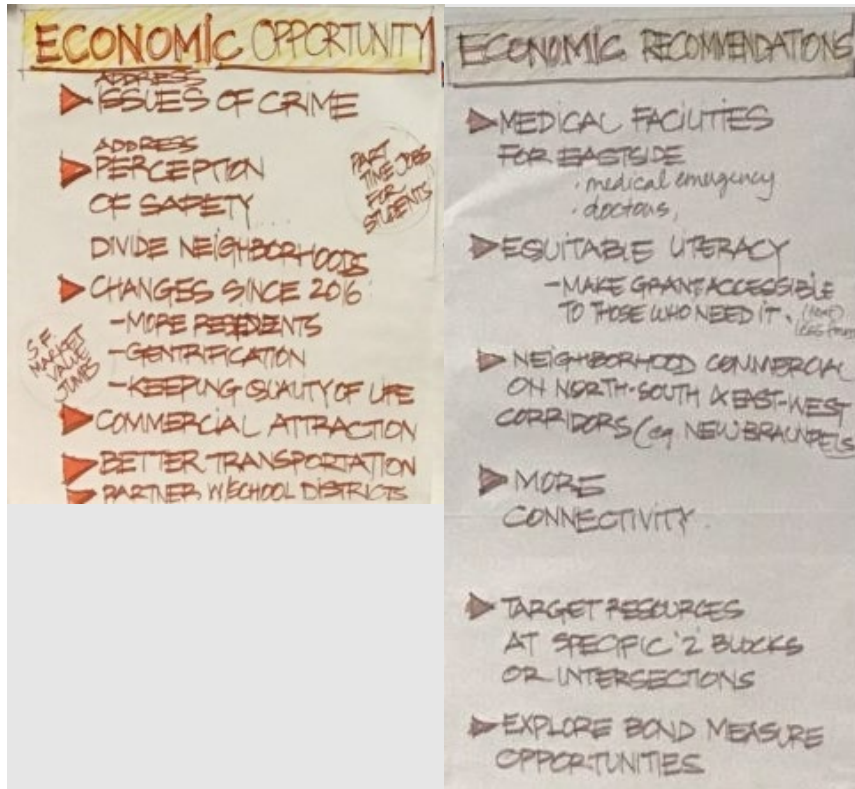 ECONOMIC OPPORTUNITY
ADDRESS
ISSUES OF CRIME
ADDRESS
PERCEPTION
OF SAFETY
DIVIDE NEIGHBORHOODS
PART
TIME JOBS
FOR
STUDENTS
CHANGES SINCE 2016
-MORE RESEDENTS
-GENTRIFICATION
-KEEPING QUALITY OF LIFE
S.F.
MARKET
VALUE
JUMPS
COMMERCIAL ATTRACTION
BETTER TRANSPORTATION
PARTNER W/SCHOOL DISTRICTS
ECONOMIC RECOMMENDATIONS
MEDICAL FACILITIES
FOR EASTSIDE
· medical emergency
· doctors,
EQUITABLE LITERACY
-MAKE GRANT ACCESSIBLE
TO THOSE WHO NEED IT.
NEIGHBORHOOD COMMERCIAL
ON NORTH-SOUTH & EAST-WEST
CORRIDORS (eg. NEW BRAUNFELS
MORE
CONNECTIVITY
TARGET RESOURCES
AT SPECIFIC '2' BLOCKS
OR INTERSECTIONS
EXPLORE BOND MEASURE
OPPORTUNITIES